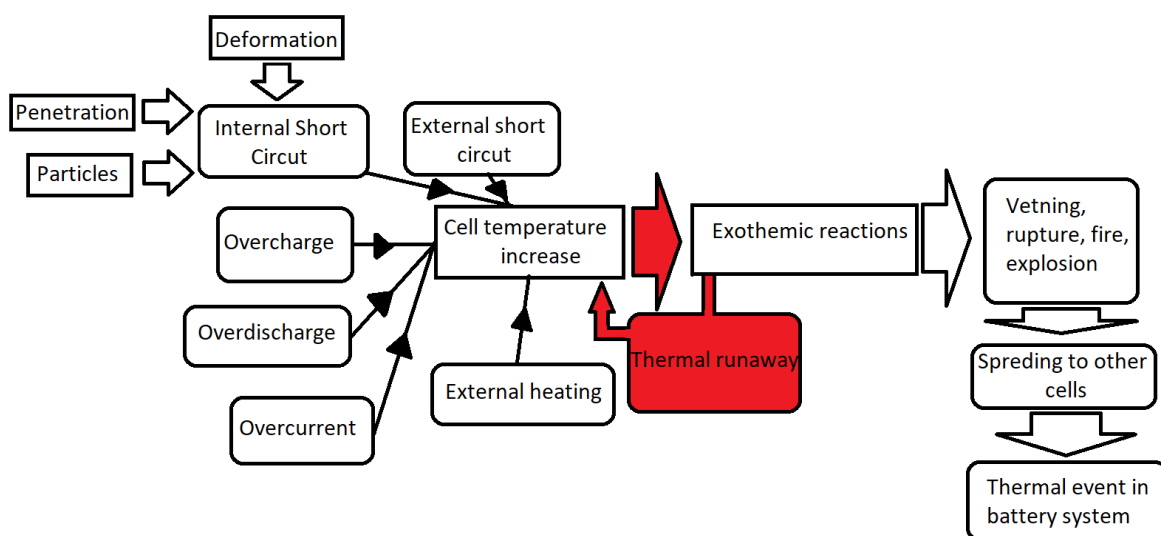 Deformation
Penetration
Internal Short
Circut
External short
circut
Particles
Overcharge
Cell temperature
increase
Exothemic reactions
Vetning,
rupture, fire,
explosion
Overdischarge
Thermal runaway
Spreding to other
cells
External heating
Overcurrent
Thermal event in
battery system